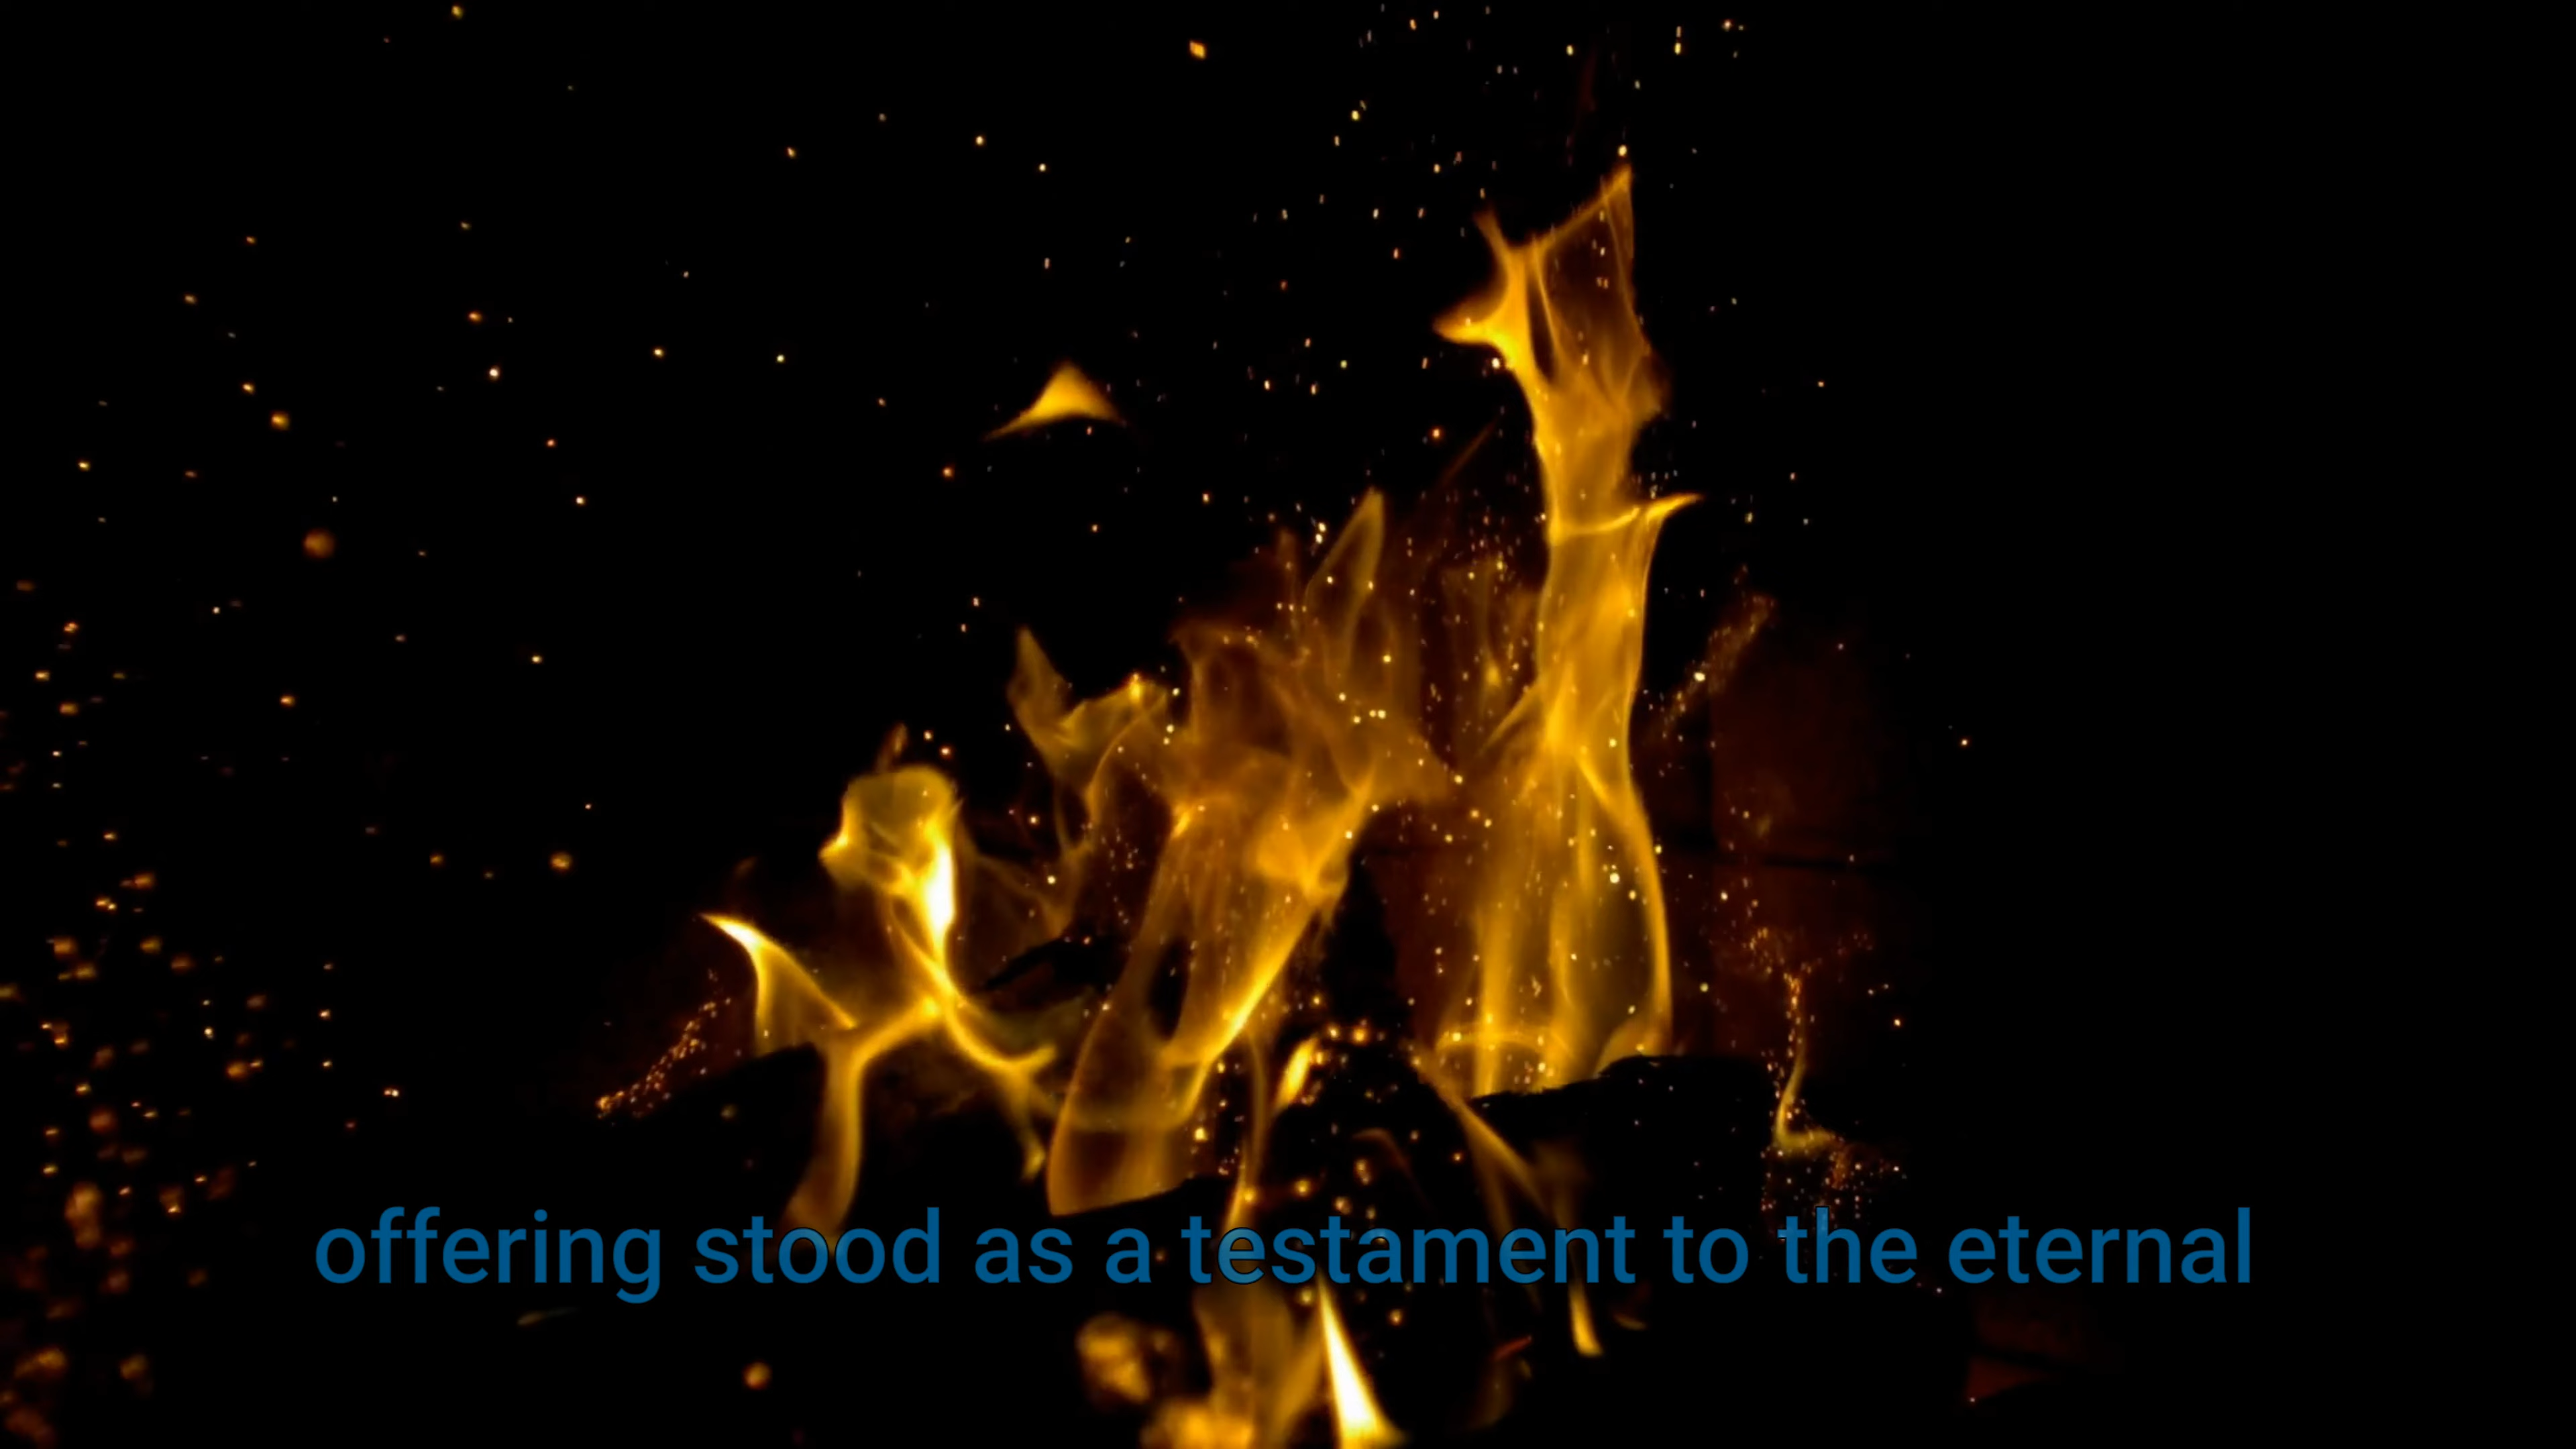 offering stood as a testament to the eternal